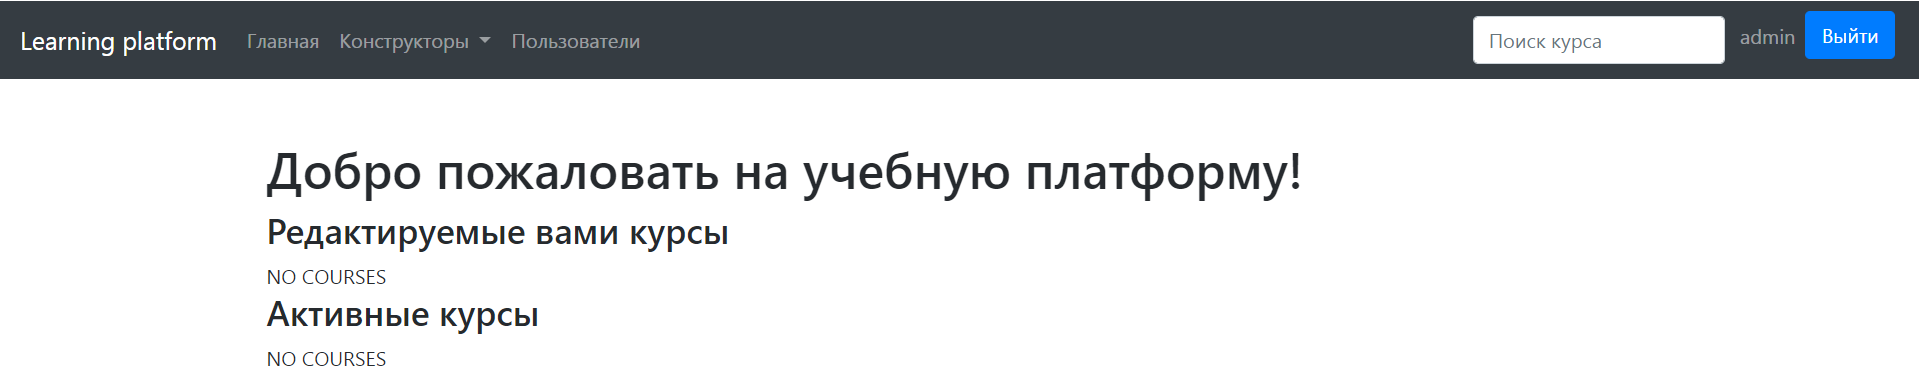 Learning platform Главная Конструкторы Пользователи Поиск курса admin Выйти
Добро пожаловать на учебную платформу!
Редактируемые вами курсы
NO COURSES
Активные курсы
NO COURSES